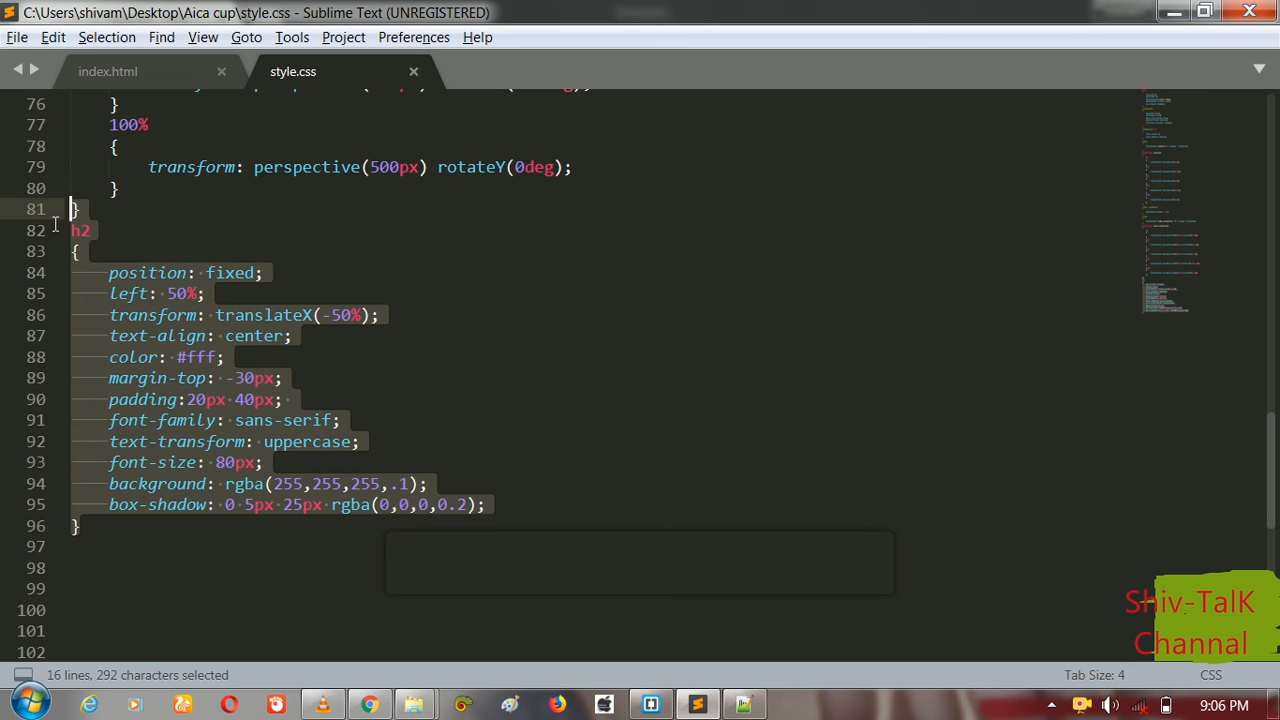 C:\Users\shivam\Desktop\Aica cup\style.css - Sublime Text (UNREGISTERED)
File Edit Selection Find View Goto Tools Project Preferences Help
index.html style.css
76 }
77 100%
78 {
79 transform: perspective(500px) rotateY(0deg);
80 }
81 }
82 h2
83 {
84 position: fixed;
85 left: 50%;
86 transform: translateX(-50%);
87 text-align: center;
88 color: #fff;
89 margin-top: -30px;
90 padding:20px 40px;
91 font-family: sans-serif;
92 text-transform: uppercase;
93 font-size: 80px;
94 background: rgba(255,255,255,.1);
95 box-shadow: 0 5px 25px rgba(0,0,0,0.2);
96 }
97
98
99
100
101
102
Shiv-TalK
Channel
16 lines, 292 characters selected Tab Size: 4 CSS
9:06 PM